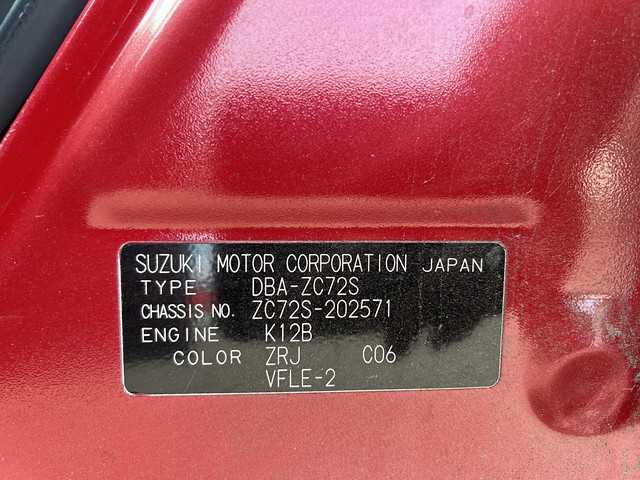 SUZUKI MOTOR CORPORATION JAPAN
TYPE DBA-ZC72S
CHASSIS NO. ZC72S-202571
ENGINE K12B
COLOR ZRJ C06
VFLE-2